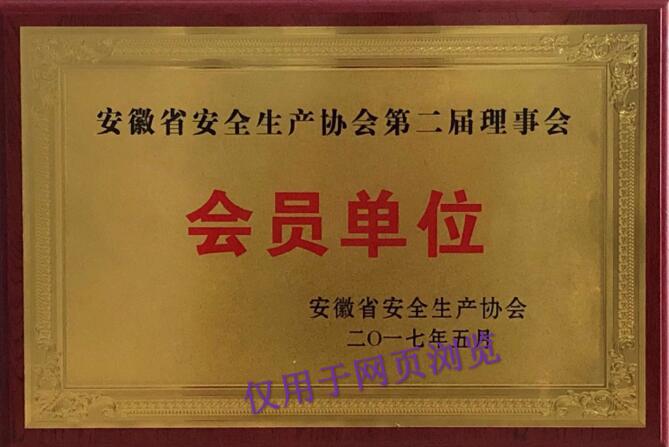 安徽省安全生产协会第二届理事会
会员单位
安徽省安全生产协会
二〇一七年五月
仅用于网页浏览